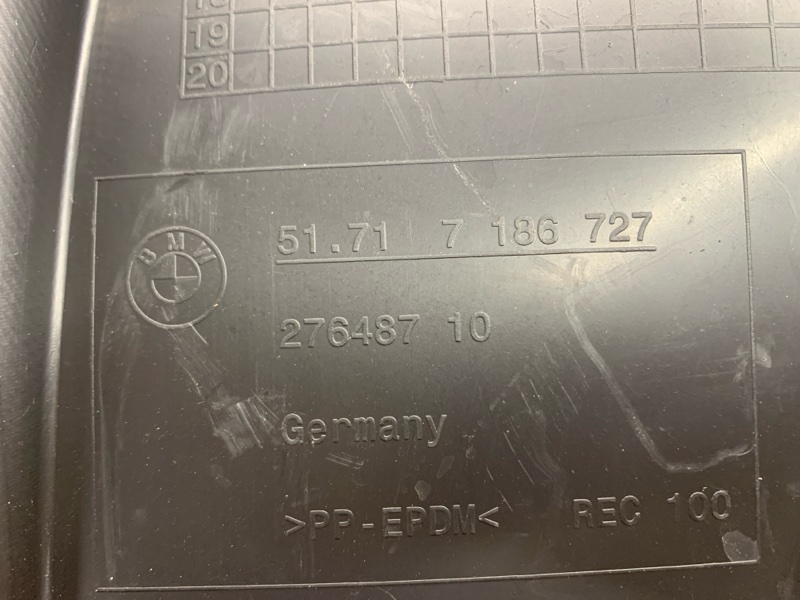 19
20
BMW
51.71 7 186 727
276487 10
Germany
>PP-EPDM< REC 100